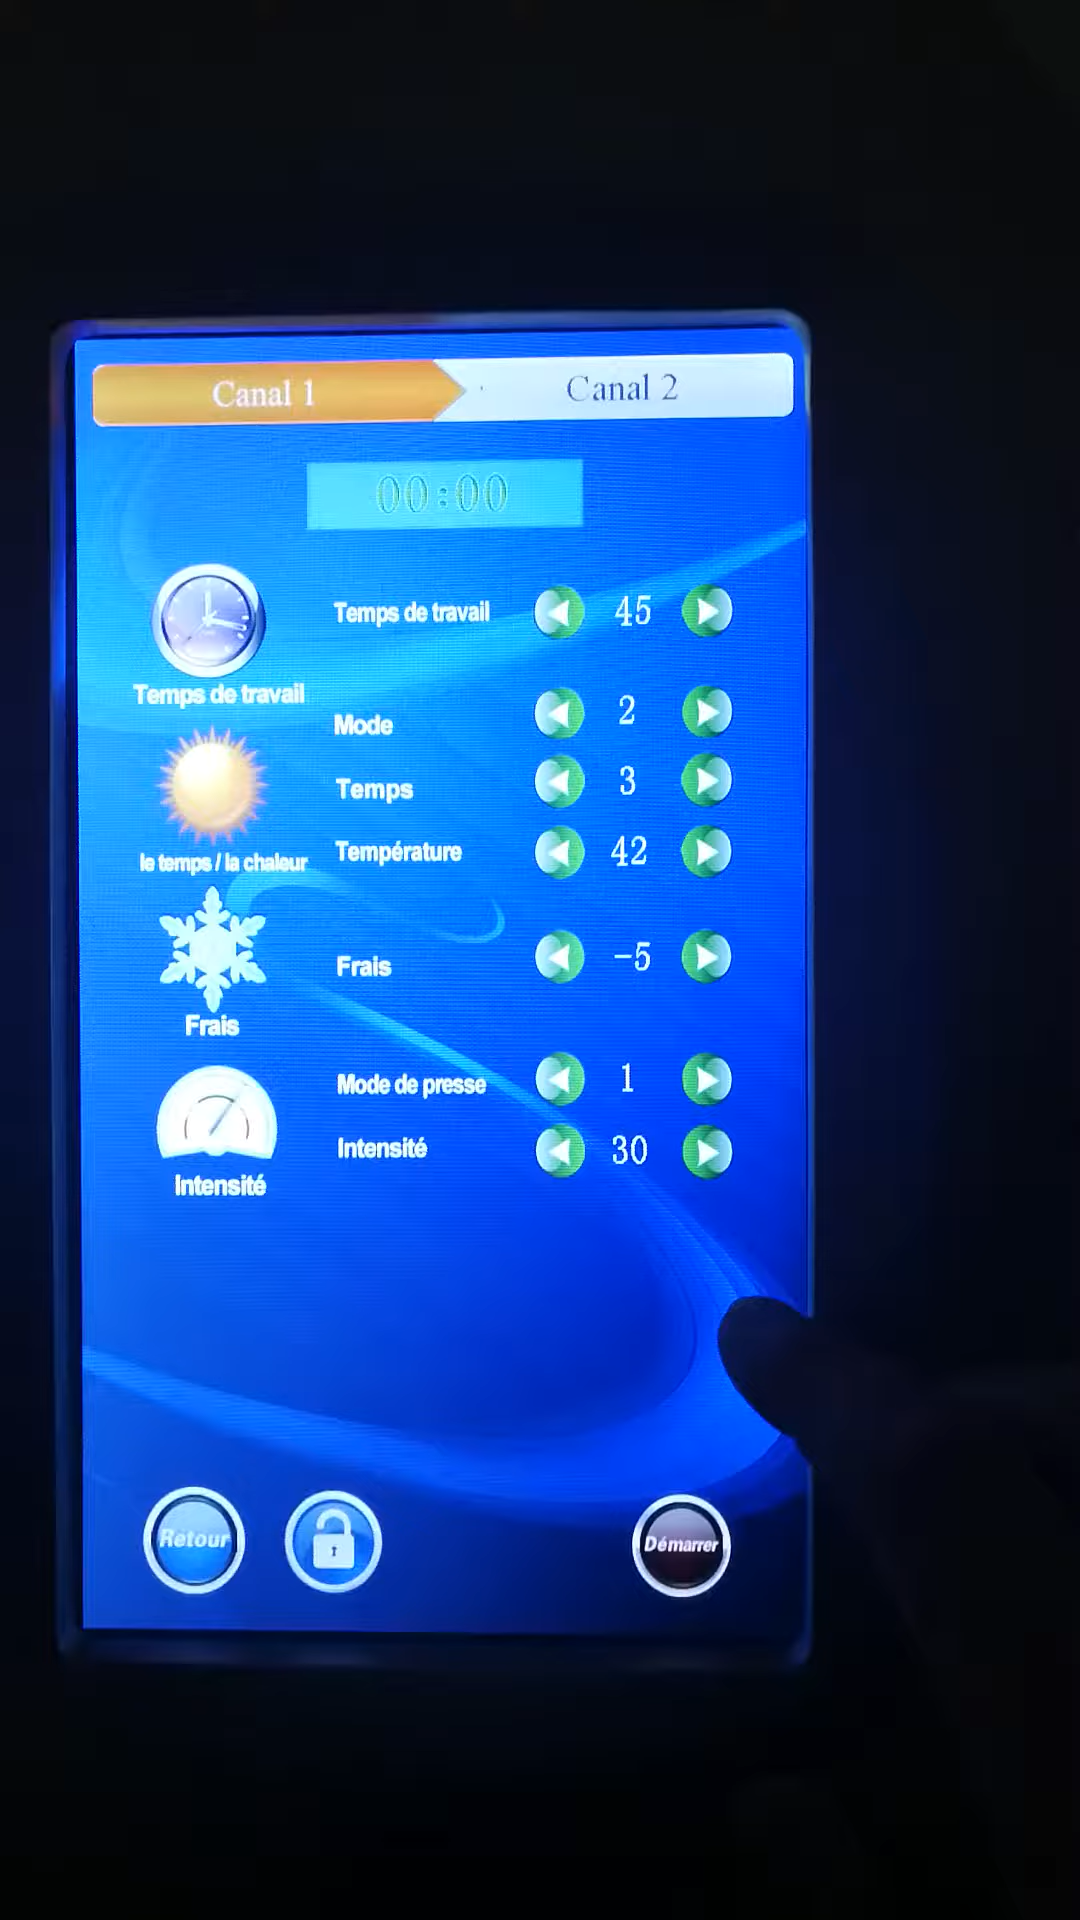 Canal 1
Canal 2
00:00
Temps de travail 45
Temps de travail
Mode 2
Temps 3
le temps / la chaleur
Température 42
Frais -5
Frais
Mode de presse 1
Intensité 30
Intensité
Retour
Démarrer